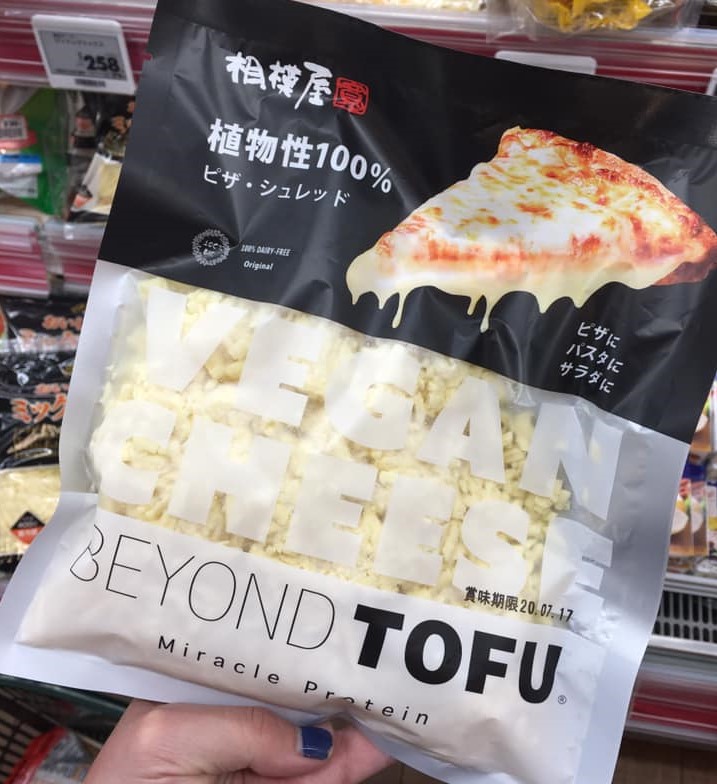 258
相模屋
植物性100%
ピザ・シュレッド
100% DAIRY-FREE
Original
ピザに
パスタに
サラダに
VEGAN
CHEESE
賞味期限20.07.17
BEYOND TOFU®
Miracle Protein